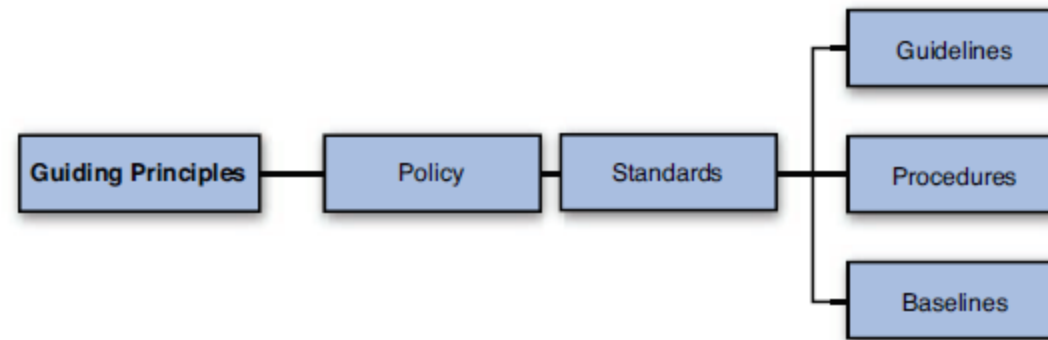 Guidelines
Guiding Principles
Policy
Standards
Procedures
Baselines